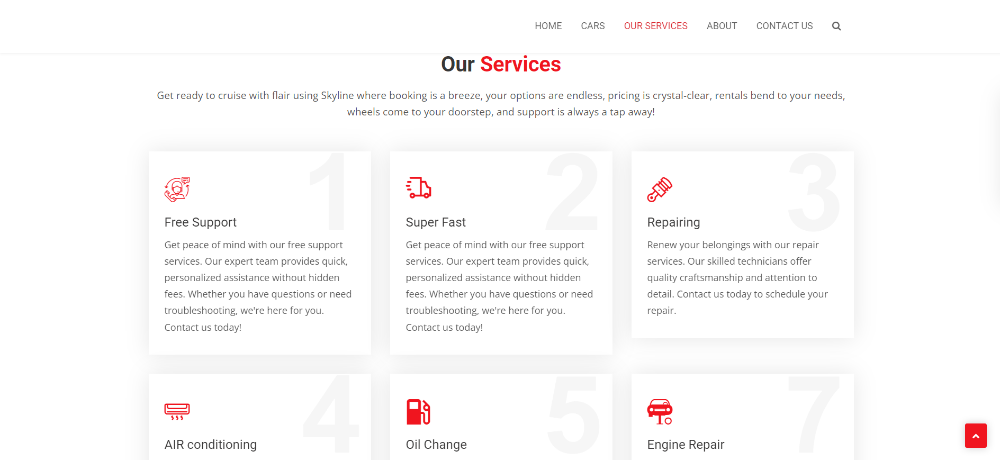 HOME CARS OUR SERVICES ABOUT CONTACT US
Our Services
Get ready to cruise with flair using Skyline where booking is a breeze, your options are endless, pricing is crystal-clear, rentals bend to your needs,
wheels come to your doorstep, and support is always a tap away!
1
Free Support
Get peace of mind with our free support
services. Our expert team provides quick,
personalized assistance without hidden
fees. Whether you have questions or need
troubleshooting, we're here for you.
Contact us today!
2
Super Fast
Get peace of mind with our free support
services. Our expert team provides quick,
personalized assistance without hidden
fees. Whether you have questions or need
troubleshooting, we're here for you.
Contact us today!
3
Repairing
Renew your belongings with our repair
services. Our skilled technicians offer
quality craftsmanship and attention to
detail. Contact us today to schedule your
repair.
4
AIR conditioning
5
Oil Change
7
Engine Repair